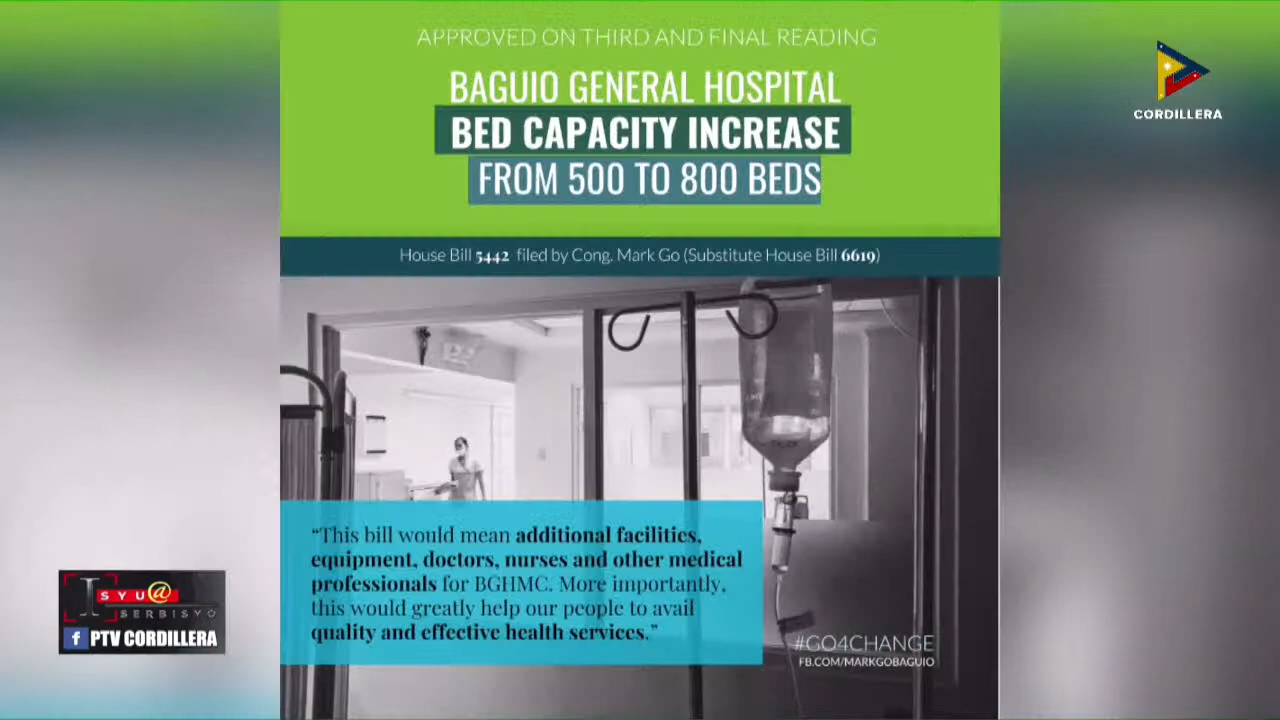 APPROVED ON THIRD AND FINAL READING
BAGUIO GENERAL HOSPITAL
BED CAPACITY INCREASE
FROM 500 TO 800 BEDS
House Bill 5442 filed by Cong. Mark Go (Substitute House Bill 6619)
CORDILLERA
“This bill would mean additional facilities,
equipment, doctors, nurses and other medical
professionals for BGHMC. More importantly,
this would greatly help our people to avail
quality and effective health services.”
#GO4CHANGE
FB.COM/MARKGOBAGUIO
ISYU@
SERBISYO
f PTV CORDILLERA